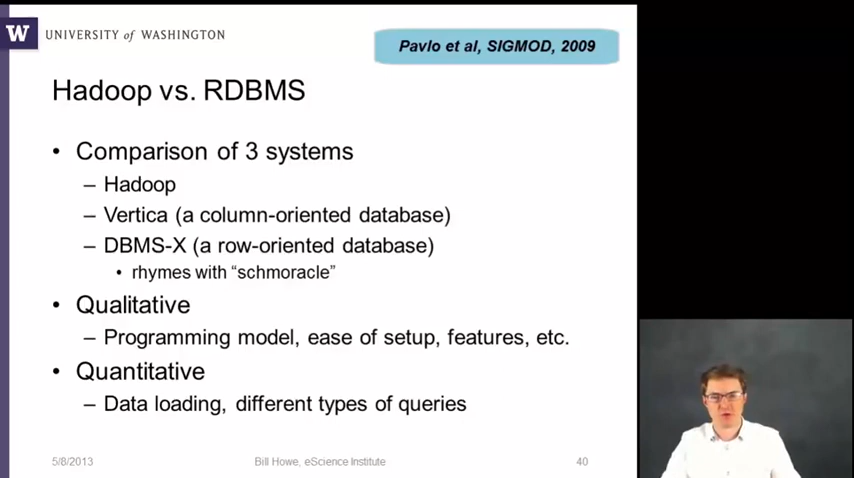 W UNIVERSITY of WASHINGTON
Pavlo et al, SIGMOD, 2009
Hadoop vs. RDBMS
• Comparison of 3 systems
– Hadoop
– Vertica (a column-oriented database)
– DBMS-X (a row-oriented database)
• rhymes with “schmoracle”
• Qualitative
– Programming model, ease of setup, features, etc.
• Quantitative
– Data loading, different types of queries
5/8/2013 Bill Howe, eScience Institute 40